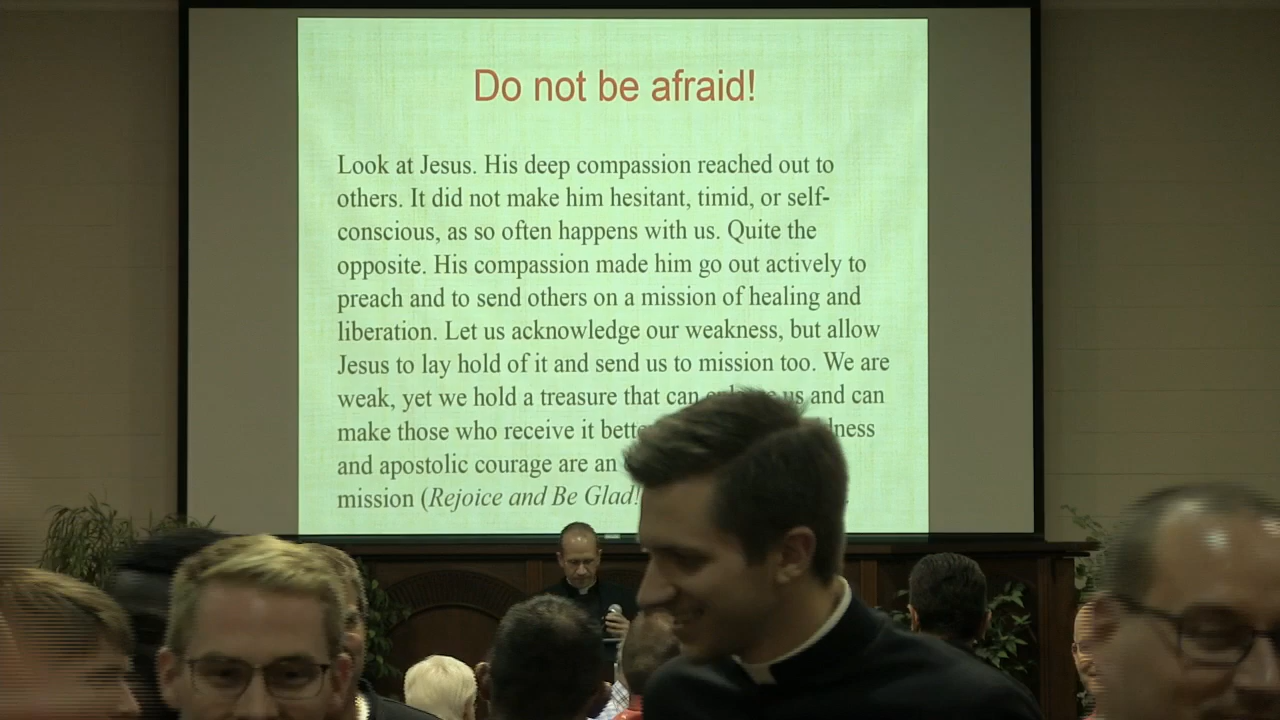 Do not be afraid!
Look at Jesus. His deep compassion reached out to
others. It did not make him hesitant, timid, or self-
conscious, as so often happens with us. Quite the
opposite. His compassion made him go out actively to
preach and to send others on a mission of healing and
liberation. Let us acknowledge our weakness, but allow
Jesus to lay hold of it and send us to mission too. We are
weak, yet we hold a treasure that can us and can
make those who receive it
and apostolic courage are an
mission (Rejoice and Be Glad!